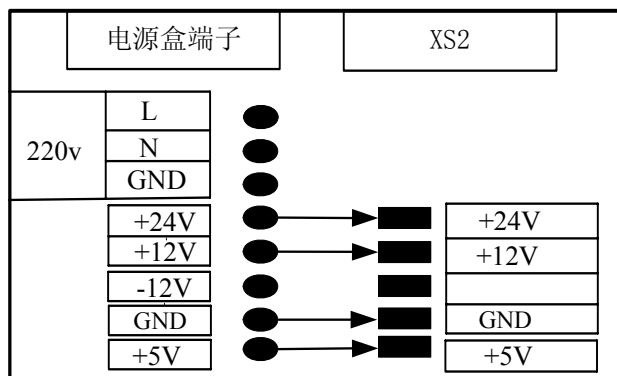 电源盒端子 XS2
220v L
N
GND
+24V +24V
+12V +12V
-12V
GND GND
+5V +5V